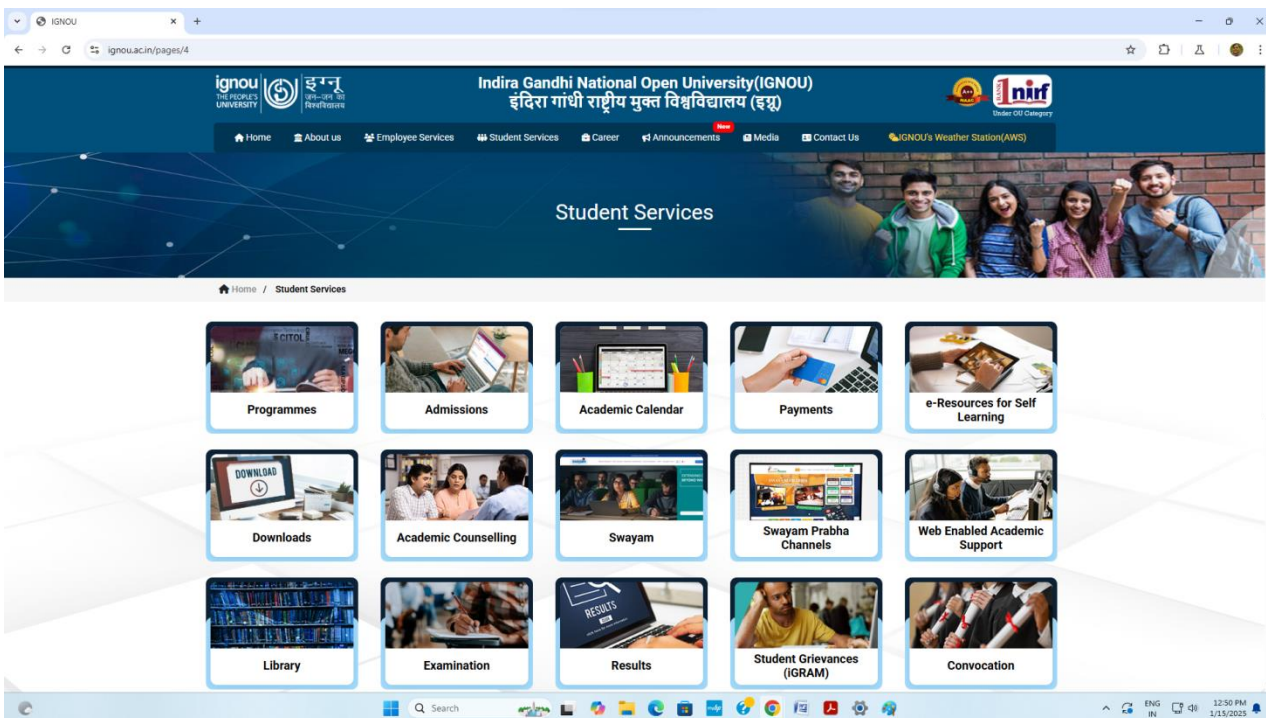 IGNOU
ignou.ac.in/pages/4
ignou
THE PEOPLE'S
UNIVERSITY
इग्नू
जन-जन का
विश्वविद्यालय
Indira Gandhi National Open University(IGNOU)
इंदिरा गांधी राष्ट्रीय मुक्त विश्वविद्यालय (इग्नू)
A++
NAAC
RANK 1 nirf
Under OU Category
Home About us Employee Services Student Services Career Announcements New Media Contact Us IGNOU's Weather Station(AWS)
Student Services
Home / Student Services
CITOL
Programmes
Admissions
Academic Calendar
Payments
e-Resources for Self
Learning
DOWNLOAD
Downloads
Academic Counselling
Swayam
Swayam Prabha
Channels
Web Enabled Academic
Support
Library
Examination
RESULTS
Results
Student Grievances
(iGRAM)
Convocation
Search
ENG
IN
12:50 PM
1/15/2025